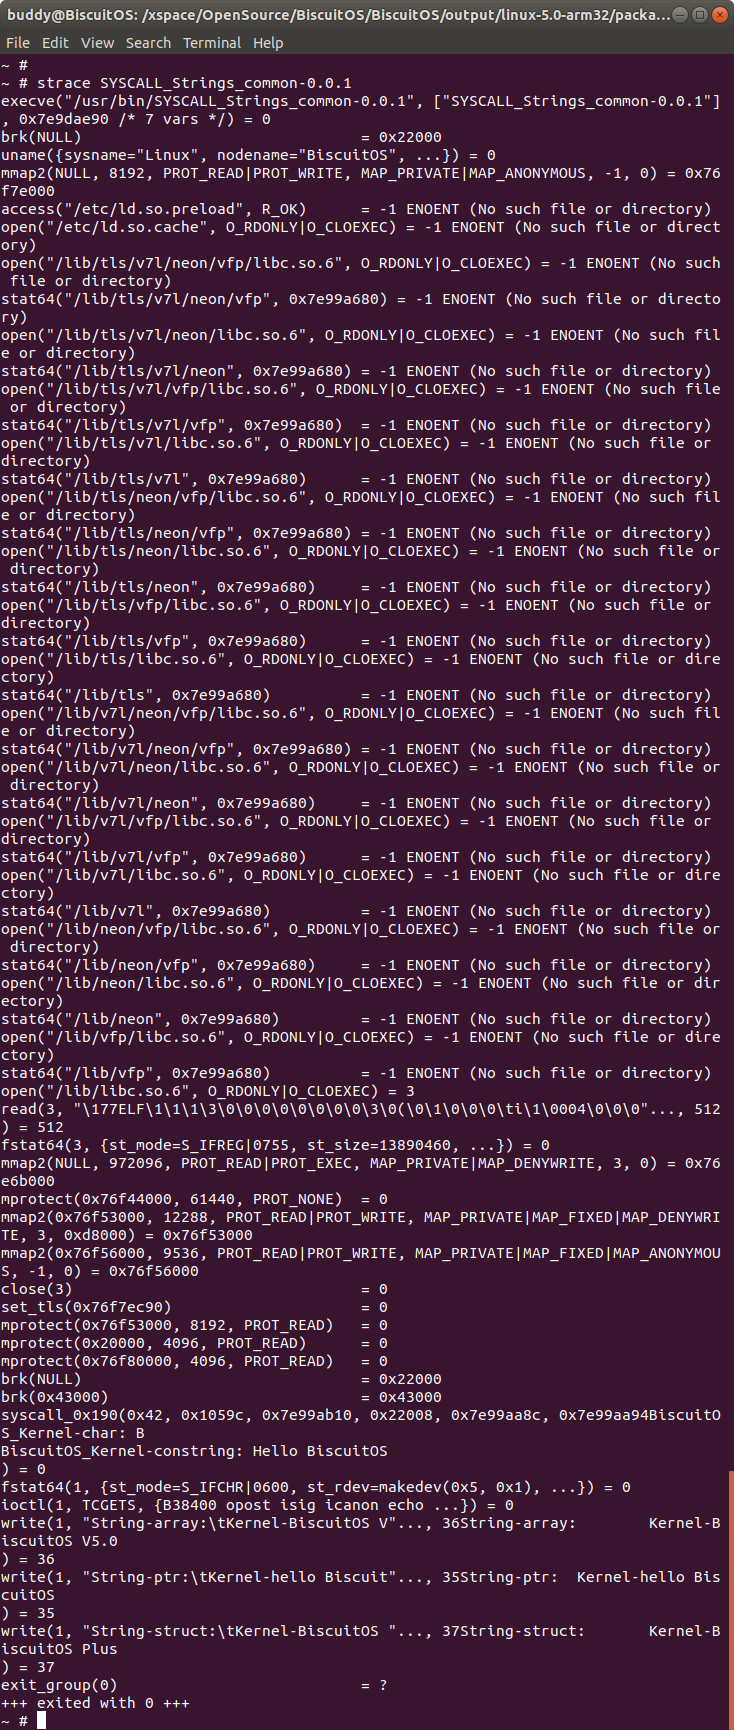 buddy@BiscuitOS: /xspace/OpenSource/BiscuitOS/BiscuitOS/output/linux-5.0-arm32/packa...
File Edit View Search Terminal Help
~ #
~ # strace SYSCALL_Strings_common-0.0.1
execve("/usr/bin/SYSCALL_Strings_common-0.0.1", ["SYSCALL_Strings_common-0.0.1"]
, 0x7e9dae90 /* 7 vars */) = 0
brk(NULL)                               = 0x22000
uname({sysname="Linux", nodename="BiscuitOS", ...}) = 0
mmap2(NULL, 8192, PROT_READ|PROT_WRITE, MAP_PRIVATE|MAP_ANONYMOUS, -1, 0) = 0x76
f7e000
access("/etc/ld.so.preload", R_OK)      = -1 ENOENT (No such file or directory)
open("/etc/ld.so.cache", O_RDONLY|O_CLOEXEC) = -1 ENOENT (No such file or direct
ory)
open("/lib/tls/v7l/neon/vfp/libc.so.6", O_RDONLY|O_CLOEXEC) = -1 ENOENT (No such
 file or directory)
stat64("/lib/tls/v7l/neon/vfp", 0x7e99a680) = -1 ENOENT (No such file or directo
ry)
open("/lib/tls/v7l/neon/libc.so.6", O_RDONLY|O_CLOEXEC) = -1 ENOENT (No such fil
e or directory)
stat64("/lib/tls/v7l/neon", 0x7e99a680) = -1 ENOENT (No such file or directory)
open("/lib/tls/v7l/vfp/libc.so.6", O_RDONLY|O_CLOEXEC) = -1 ENOENT (No such file
 or directory)
stat64("/lib/tls/v7l/vfp", 0x7e99a680)  = -1 ENOENT (No such file or directory)
open("/lib/tls/v7l/libc.so.6", O_RDONLY|O_CLOEXEC) = -1 ENOENT (No such file or 
directory)
stat64("/lib/tls/v7l", 0x7e99a680)      = -1 ENOENT (No such file or directory)
open("/lib/tls/neon/vfp/libc.so.6", O_RDONLY|O_CLOEXEC) = -1 ENOENT (No such fil
e or directory)
stat64("/lib/tls/neon/vfp", 0x7e99a680) = -1 ENOENT (No such file or directory)
open("/lib/tls/neon/libc.so.6", O_RDONLY|O_CLOEXEC) = -1 ENOENT (No such file or
 directory)
stat64("/lib/tls/neon", 0x7e99a680)     = -1 ENOENT (No such file or directory)
open("/lib/tls/vfp/libc.so.6", O_RDONLY|O_CLOEXEC) = -1 ENOENT (No such file or 
directory)
stat64("/lib/tls/vfp", 0x7e99a680)      = -1 ENOENT (No such file or directory)
open("/lib/tls/libc.so.6", O_RDONLY|O_CLOEXEC) = -1 ENOENT (No such file or dire
ctory)
stat64("/lib/tls", 0x7e99a680)          = -1 ENOENT (No such file or directory)
open("/lib/v7l/neon/vfp/libc.so.6", O_RDONLY|O_CLOEXEC) = -1 ENOENT (No such fil
e or directory)
stat64("/lib/v7l/neon/vfp", 0x7e99a680) = -1 ENOENT (No such file or directory)
open("/lib/v7l/neon/libc.so.6", O_RDONLY|O_CLOEXEC) = -1 ENOENT (No such file or
 directory)
stat64("/lib/v7l/neon", 0x7e99a680)     = -1 ENOENT (No such file or directory)
open("/lib/v7l/vfp/libc.so.6", O_RDONLY|O_CLOEXEC) = -1 ENOENT (No such file or 
directory)
stat64("/lib/v7l/vfp", 0x7e99a680)      = -1 ENOENT (No such file or directory)
open("/lib/v7l/libc.so.6", O_RDONLY|O_CLOEXEC) = -1 ENOENT (No such file or dire
ctory)
stat64("/lib/v7l", 0x7e99a680)          = -1 ENOENT (No such file or directory)
open("/lib/neon/vfp/libc.so.6", O_RDONLY|O_CLOEXEC) = -1 ENOENT (No such file or
 directory)
stat64("/lib/neon/vfp", 0x7e99a680)     = -1 ENOENT (No such file or directory)
open("/lib/neon/libc.so.6", O_RDONLY|O_CLOEXEC) = -1 ENOENT (No such file or dir
ectory)
stat64("/lib/neon", 0x7e99a680)         = -1 ENOENT (No such file or directory)
open("/lib/vfp/libc.so.6", O_RDONLY|O_CLOEXEC) = -1 ENOENT (No such file or dire
ctory)
stat64("/lib/vfp", 0x7e99a680)          = -1 ENOENT (No such file or directory)
open("/lib/libc.so.6", O_RDONLY|O_CLOEXEC) = 3
read(3, "\177ELF\1\1\1\3\0\0\0\0\0\0\0\0\3\0(\0\1\0\0\0\ti\1\0004\0\0\0"..., 512
) = 512
fstat64(3, {st_mode=S_IFREG|0755, st_size=13890460, ...}) = 0
mmap2(NULL, 972096, PROT_READ|PROT_EXEC, MAP_PRIVATE|MAP_DENYWRITE, 3, 0) = 0x76
e6b000
mprotect(0x76f44000, 61440, PROT_NONE)  = 0
mmap2(0x76f53000, 12288, PROT_READ|PROT_WRITE, MAP_PRIVATE|MAP_FIXED|MAP_DENYWRI
TE, 3, 0xd8000) = 0x76f53000
mmap2(0x76f56000, 9536, PROT_READ|PROT_WRITE, MAP_PRIVATE|MAP_FIXED|MAP_ANONYMOU
S, -1, 0) = 0x76f56000
close(3)                                = 0
set_tls(0x76f7ec90)                     = 0
mprotect(0x76f53000, 8192, PROT_READ)   = 0
mprotect(0x20000, 4096, PROT_READ)      = 0
mprotect(0x76f80000, 4096, PROT_READ)   = 0
brk(NULL)                               = 0x22000
brk(0x43000)                            = 0x43000
syscall_0x190(0x42, 0x1059c, 0x7e99ab10, 0x22008, 0x7e99aa8c, 0x7e99aa94BiscuitO
S_Kernel-char: B
BiscuitOS_Kernel-constring: Hello BiscuitOS
) = 0
fstat64(1, {st_mode=S_IFCHR|0600, st_rdev=makedev(0x5, 0x1), ...}) = 0
ioctl(1, TCGETS, {B38400 opost isig icanon echo ...}) = 0
write(1, "String-array:\tKernel-BiscuitOS V"..., 36String-array:        Kernel-B
iscuitOS V5.0
) = 36
write(1, "String-ptr:\tKernel-hello Biscuit"..., 35String-ptr:  Kernel-hello Bis
cuitOS
) = 35
write(1, "String-struct:\tKernel-BiscuitOS "..., 37String-struct:       Kernel-B
iscuitOS Plus
) = 37
exit_group(0)                           = ?
+++ exited with 0 +++
~ #